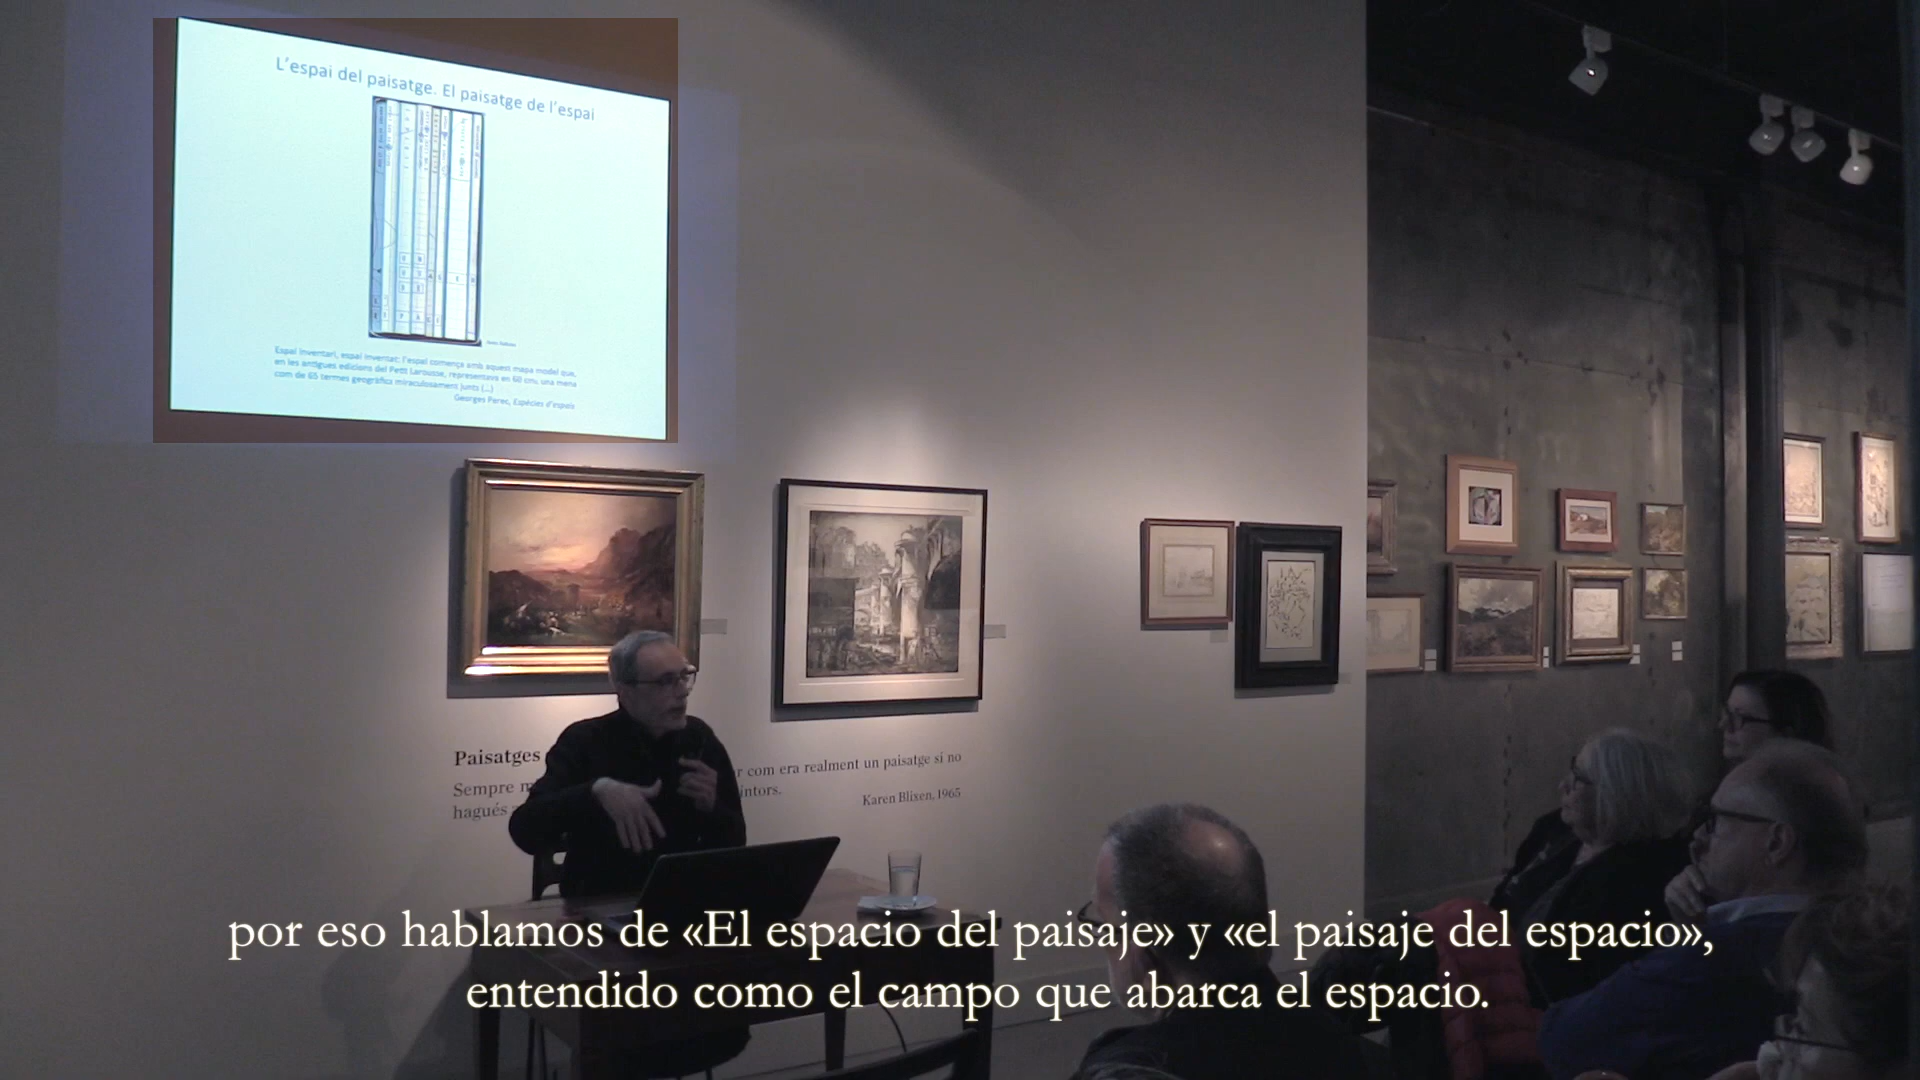 L'espai del paisatge. El paisatge de l'espai
Espai inventari, espai inventat: l'espai comença amb aquest mapa model que,
en les antigues edicions del Petit Larousse, representava en 60 cm² una mena
com de 65 termes geogràfics miraculosament junts (...)
Georges Perec, Espècies d'espais
Paisatges
Sempre
r com era realment un paisatge si no
hagués
intors.
Karen Blixen, 1965
por eso hablamos de «El espacio del paisaje» y «el paisaje del espacio»,
entendido como el campo que abarca el espacio.